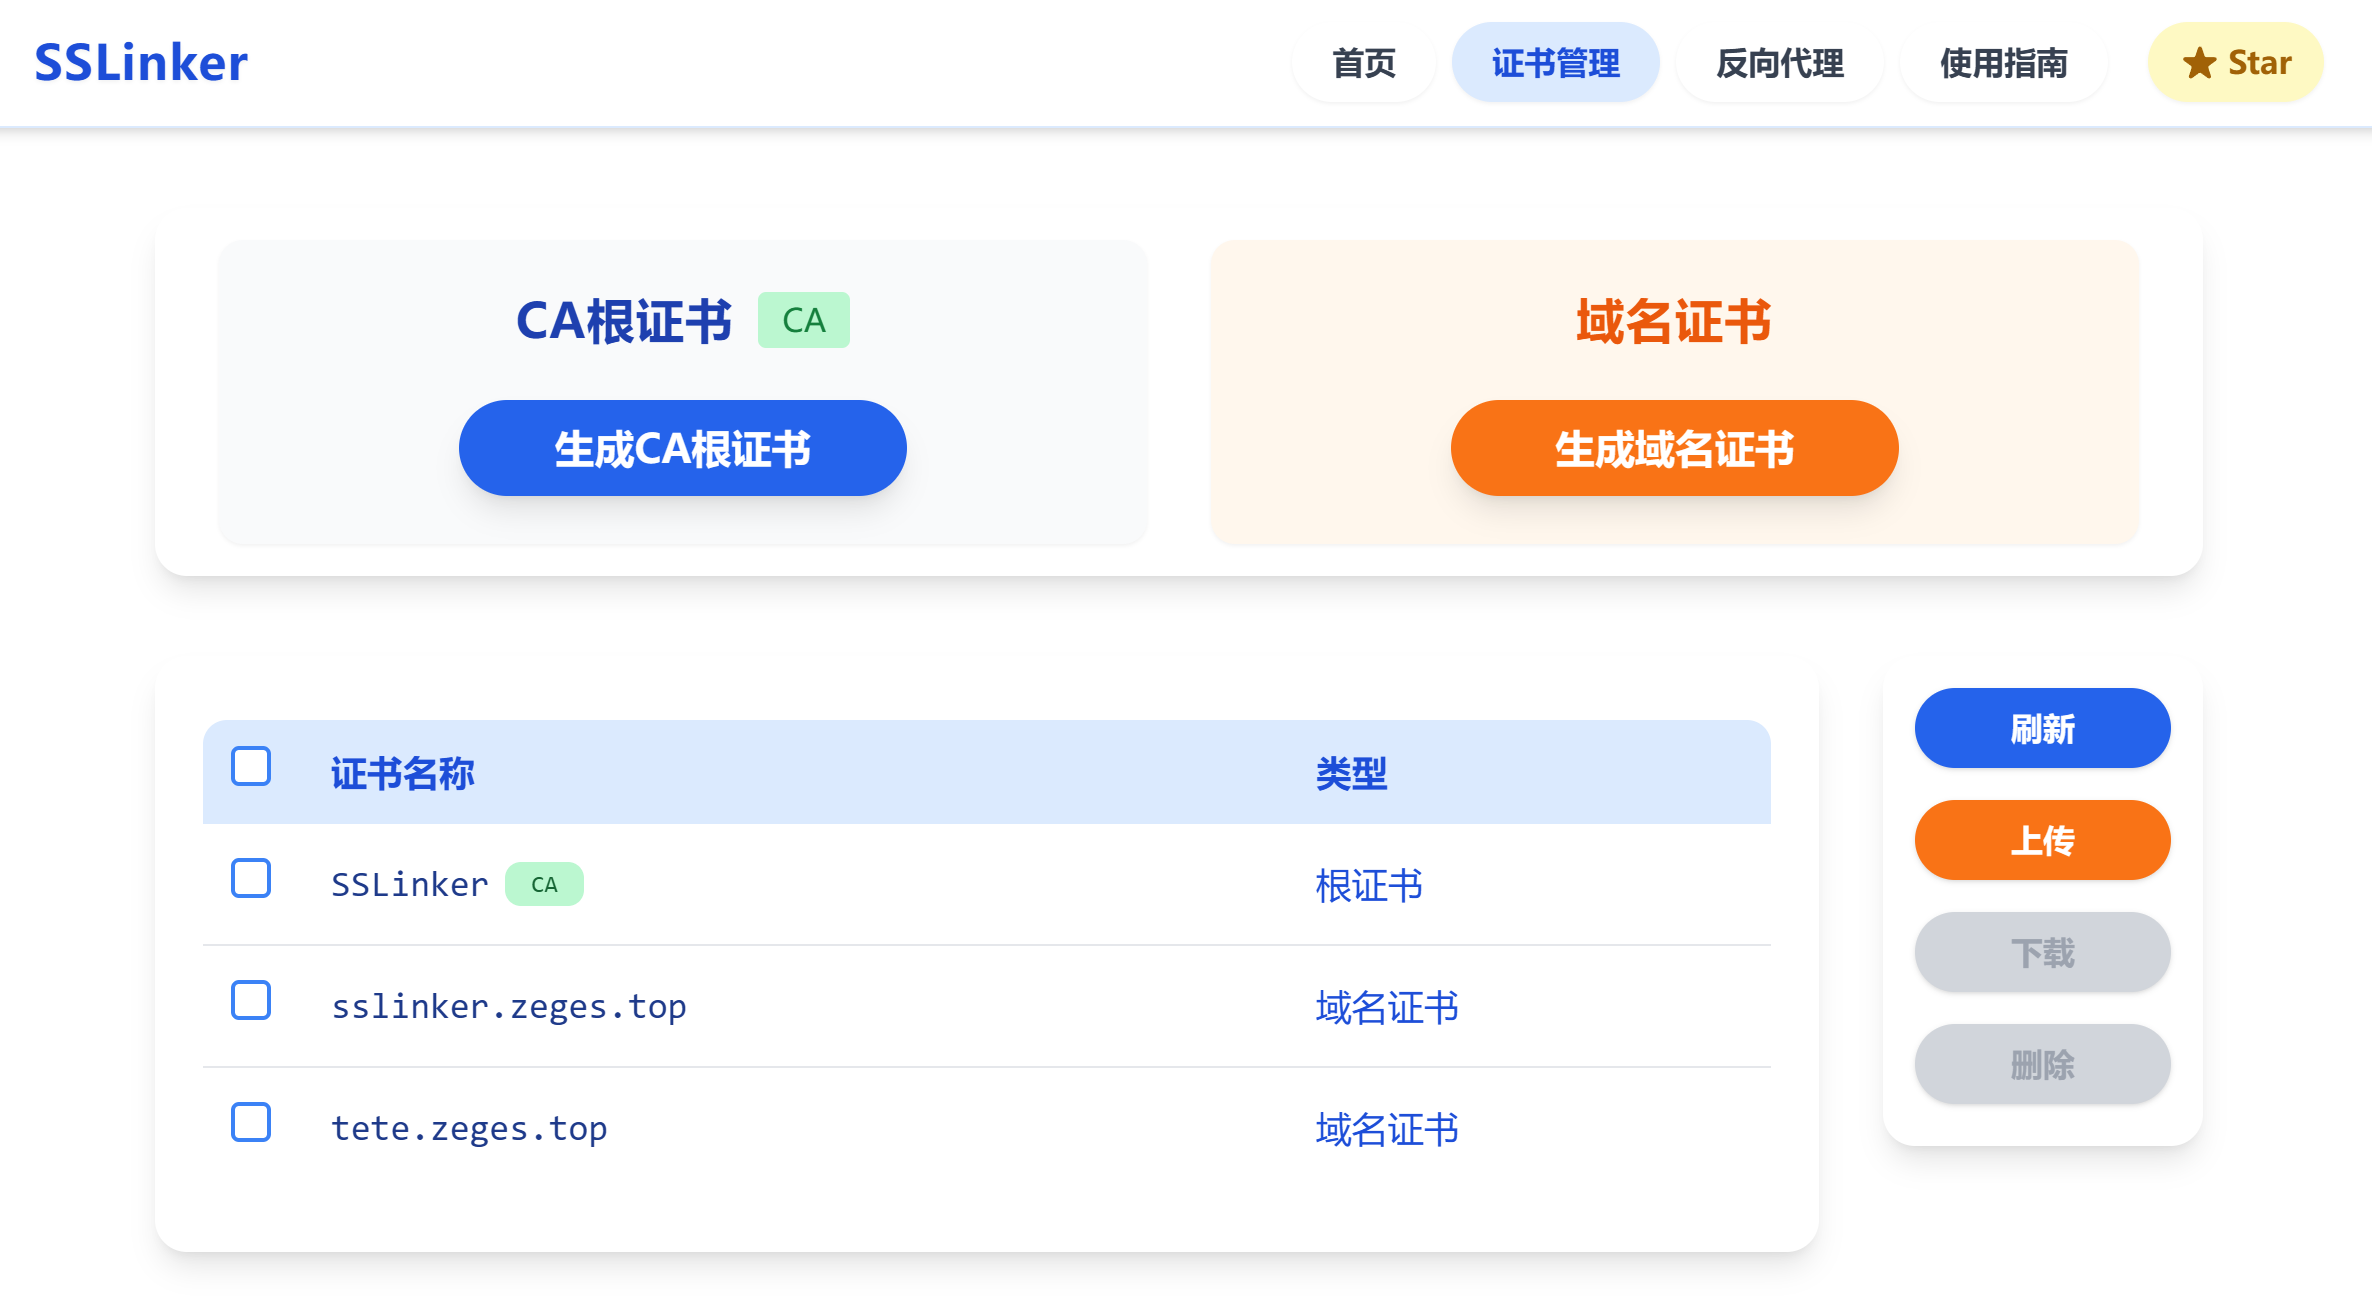 SSLinker
首页
证书管理
反向代理
使用指南
★ Star
CA根证书 CA
域名证书
生成CA根证书
生成域名证书
证书名称 类型
SSLinker CA 根证书
sslinker.zeges.top 域名证书
tete.zeges.top 域名证书
刷新
上传
下载
删除